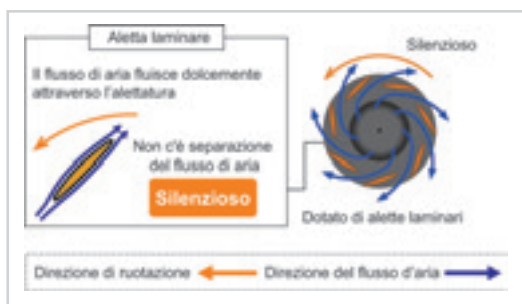 Aletta laminare
Il flusso di aria fluisce dolcemente
attraverso l'alettatura
Non c'è separazione
del flusso di aria
Silenzioso
Silenzioso
Dotato di alette laminari
Direzione di ruotazione
Direzione del flusso d'aria